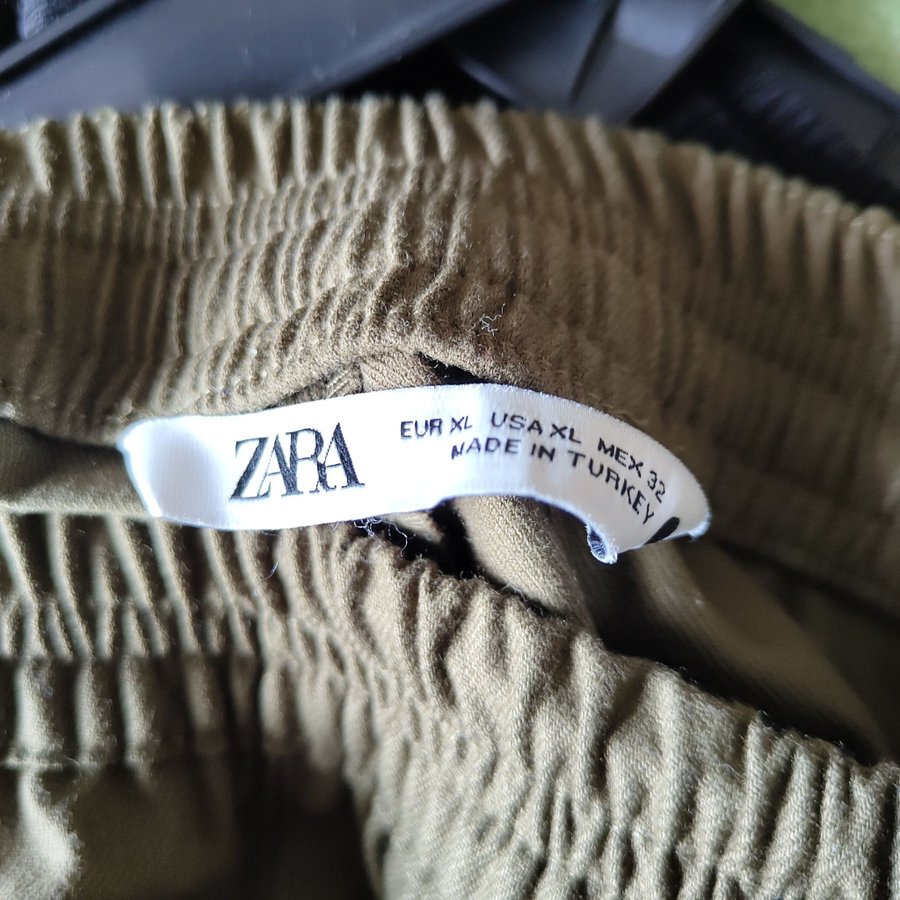 ZARA
EUR XL USA XL MEX 32
MADE IN TURKEY